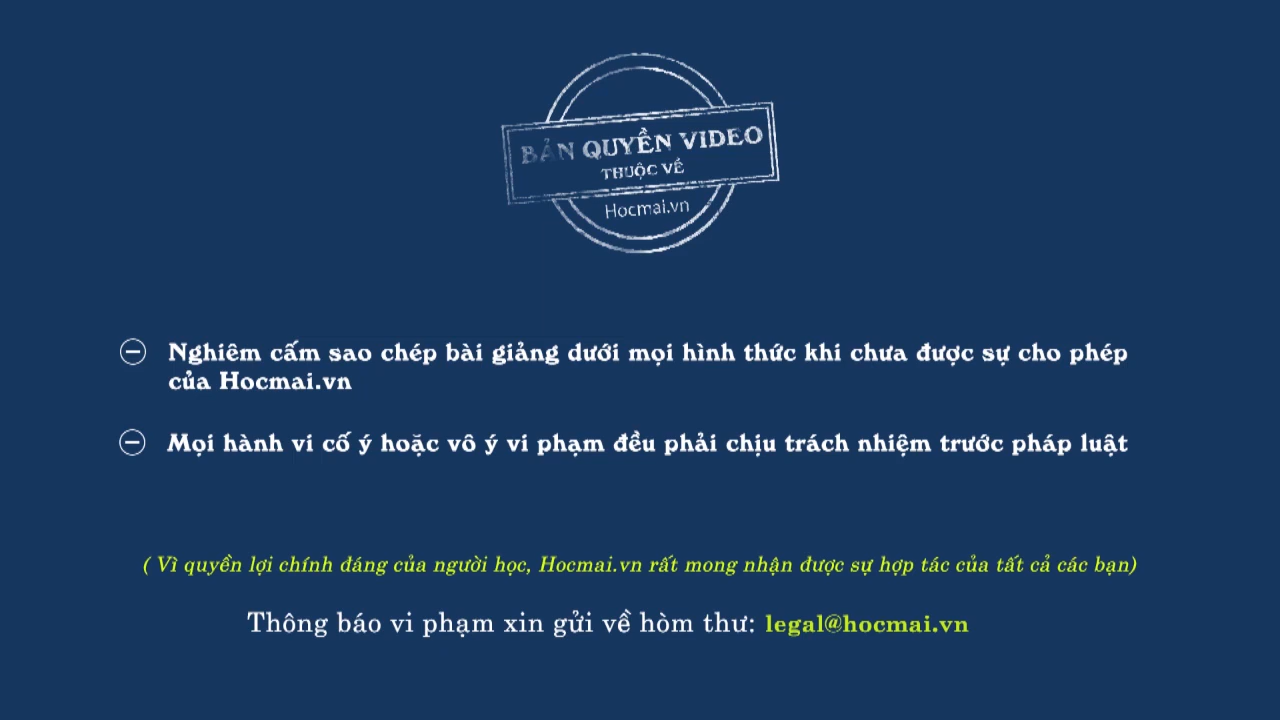 BẢN QUYỀN VIDEO
THUỘC VỀ
Hocmai.vn
Nghiêm cấm sao chép bài giảng dưới mọi hình thức khi chưa được sự cho phép
của Hocmai.vn
Mọi hành vi cố ý hoặc vô ý vi phạm đều phải chịu trách nhiệm trước pháp luật
( Vì quyền lợi chính đáng của người học, Hocmai.vn rất mong nhận được sự hợp tác của tất cả các bạn)
Thông báo vi phạm xin gửi về hòm thư: legal@hocmai.vn